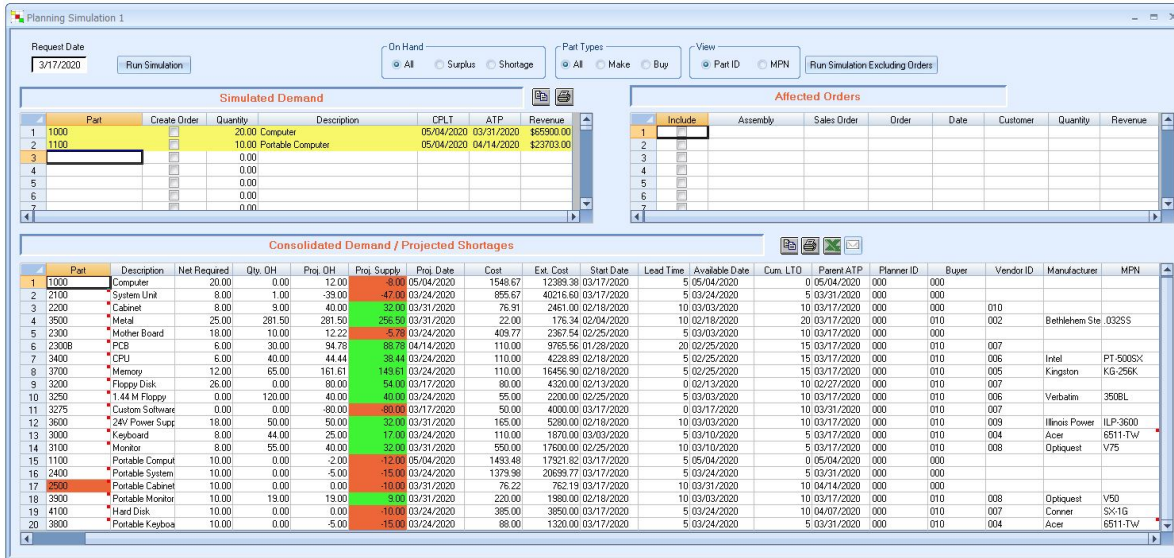 Planning Simulation 1
Request Date On Hand Part Types View
3/17/2020 Run Simulation All Surplus Shortage All Make Buy Part ID MPN Run Simulation Excluding Orders
Simulated Demand
Part Create Order Quantity Description CPLT ATP Revenue
1 1000 20.00 Computer 05/04/2020 03/31/2020 $65900.00
2 1100 10.00 Portable Computer 05/04/2020 04/14/2020 $23703.00
3 0.00
4 0.00
5 0.00
6 0.00
7 0.00
Affected Orders
Include Assembly Sales Order Order Date Customer Quantity Revenue
1
2
3
4
5
6
7
Consolidated Demand / Projected Shortages
Part Description Net Required Qty. OH Proj. OH Proj. Supply Proj. Date Cost Ext. Cost Start Date Lead Time Available Date Cum. LTO Parent ATP Planner ID Buyer Vendor ID Manufacturer MPN
1 1000 Computer 20.00 0.00 12.00 -8.00 05/04/2020 1548.67 12389.38 03/17/2020 5 05/04/2020 0 05/04/2020 000 000
2 2100 System Unit 8.00 1.00 -39.00 -47.00 03/24/2020 855.67 40216.60 03/17/2020 5 03/24/2020 5 03/31/2020 000 000
3 2200 Cabinet 8.00 9.00 40.00 32.00 03/31/2020 76.91 2461.00 02/18/2020 10 03/03/2020 10 03/17/2020 000 000 010
4 3500 Metal 25.00 281.50 281.50 256.50 03/31/2020 22.00 176.34 02/04/2020 10 02/18/2020 20 03/17/2020 000 010 002 Bethlehem Ste .032SS
5 2300 Mother Board 18.00 10.00 12.22 -5.78 03/24/2020 409.77 2367.54 02/25/2020 5 03/03/2020 10 03/17/2020 000 000
6 2300B PCB 6.00 30.00 94.78 88.78 04/14/2020 110.00 9765.56 01/28/2020 20 02/25/2020 15 03/17/2020 000 010 007
7 3400 CPU 6.00 40.00 44.44 38.44 03/24/2020 110.00 4228.89 02/18/2020 5 02/25/2020 15 03/17/2020 000 010 006 Intel PT-500SX
8 3700 Memory 12.00 65.00 161.61 149.61 03/24/2020 110.00 16456.90 02/18/2020 5 02/25/2020 15 03/17/2020 000 010 005 Kingston KG-256K
9 3200 Floppy Disk 26.00 0.00 80.00 54.00 03/17/2020 80.00 4320.00 02/13/2020 0 02/13/2020 10 02/27/2020 000 010 007
10 3250 1.44 M Floppy 0.00 120.00 40.00 40.00 03/24/2020 55.00 2200.00 02/25/2020 5 03/03/2020 10 03/17/2020 000 010 006 Verbatim 350BL
11 3275 Custom Software 0.00 0.00 -80.00 -80.00 03/17/2020 50.00 4000.00 03/17/2020 0 03/17/2020 10 03/31/2020 000 010 007
12 3600 24V Power Supp 18.00 50.00 50.00 32.00 03/31/2020 165.00 5280.00 02/18/2020 10 03/03/2020 10 03/17/2020 000 010 009 Illinois Power ILP-3600
13 3000 Keyboard 8.00 44.00 25.00 17.00 03/24/2020 110.00 1870.00 03/03/2020 5 03/10/2020 5 03/17/2020 000 010 004 Acer 6511-TW
14 3100 Monitor 8.00 55.00 40.00 32.00 03/31/2020 550.00 17600.00 02/25/2020 10 03/10/2020 5 03/17/2020 000 010 008 Optiquest V75
15 1100 Portable Comput 10.00 0.00 -2.00 -12.00 05/04/2020 1493.48 17921.82 03/17/2020 5 05/04/2020 0 05/04/2020 000 000
16 2400 Portable System 10.00 0.00 -5.00 -15.00 03/24/2020 1379.98 20699.77 03/17/2020 5 03/24/2020 5 03/31/2020 000 000
17 2500 Portable Cabinet 10.00 0.00 0.00 -10.00 03/31/2020 76.22 762.19 03/17/2020 10 03/31/2020 10 04/14/2020 000 000
18 3900 Portable Monitor 10.00 19.00 19.00 9.00 03/31/2020 220.00 1980.00 02/18/2020 10 03/03/2020 10 03/17/2020 000 010 008 Optiquest V50
19 4100 Hard Disk 10.00 0.00 0.00 -10.00 03/24/2020 385.00 3850.00 03/17/2020 5 03/24/2020 10 04/07/2020 000 010 007 Conner SX-1G
20 3800 Portable Keyboa 10.00 0.00 -5.00 -15.00 03/24/2020 88.00 1320.00 03/17/2020 5 03/24/2020 5 03/31/2020 000 010 004 Acer 6511-TW